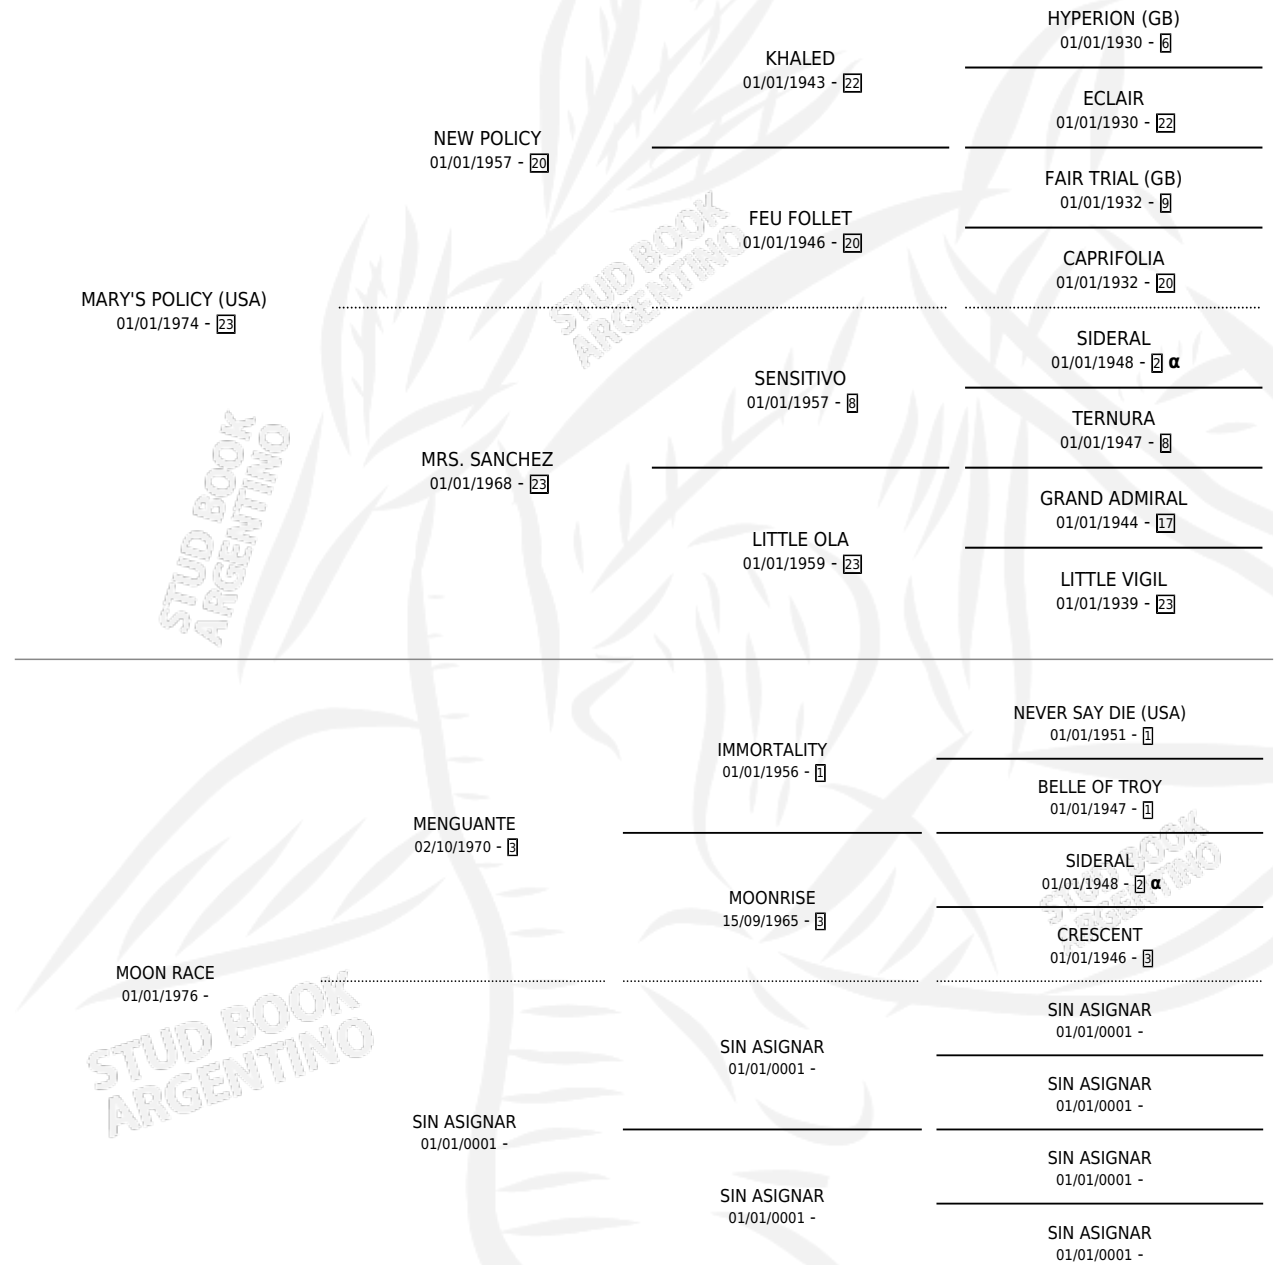 HYPERION (GB)
01/01/1930 - 6
KHALED
01/01/1943 - 22
ECLAIR
01/01/1930 - 22
NEW POLICY
01/01/1957 - 20
FAIR TRIAL (GB)
01/01/1932 - 9
FEU FOLLET
01/01/1946 - 20
CAPRIFOLIA
01/01/1932 - 20
MARY'S POLICY (USA)
01/01/1974 - 23
SIDERAL
01/01/1948 - 2 α
SENSITIVO
01/01/1957 - 8
TERNURA
01/01/1947 - 8
MRS. SANCHEZ
01/01/1968 - 23
GRAND ADMIRAL
01/01/1944 - 17
LITTLE OLA
01/01/1959 - 23
LITTLE VIGIL
01/01/1939 - 23
STUD BOOK
ARGENTINO
STUD BOOK
ARGENTINO
NEVER SAY DIE (USA)
01/01/1951 - 1
IMMORTALITY
01/01/1956 - 1
BELLE OF TROY
01/01/1947 - 1
MENGUANTE
02/10/1970 - 3
SIDERAL
01/01/1948 - 2 α
MOONRISE
15/09/1965 - 3
CRESCENT
01/01/1946 - 3
MOON RACE
01/01/1976 -
SIN ASIGNAR
01/01/0001 -
SIN ASIGNAR
01/01/0001 -
SIN ASIGNAR
01/01/0001 -
SIN ASIGNAR
01/01/0001 -
SIN ASIGNAR
01/01/0001 -
SIN ASIGNAR
01/01/0001 -
SIN ASIGNAR
01/01/0001 -
STUD BOOK
ARGENTINO
STUD BOOK
ARGENTINO